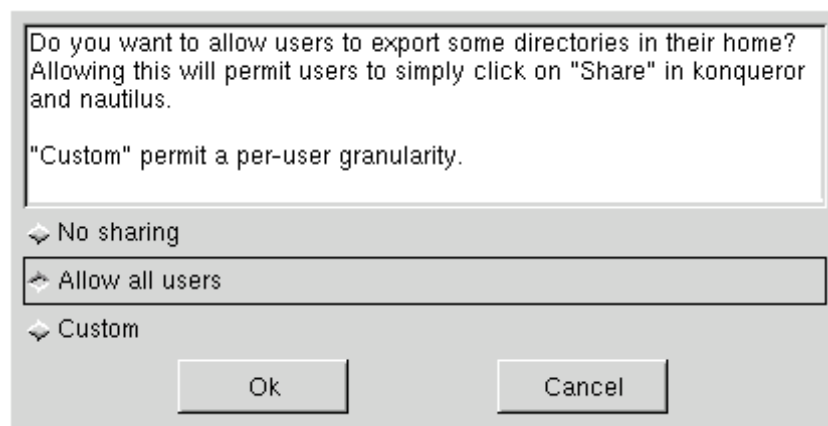 Do you want to allow users to export some directories in their home?
Allowing this will permit users to simply click on "Share" in konqueror
and nautilus.
"Custom" permit a per-user granularity.
No sharing
Allow all users
Custom
Ok
Cancel